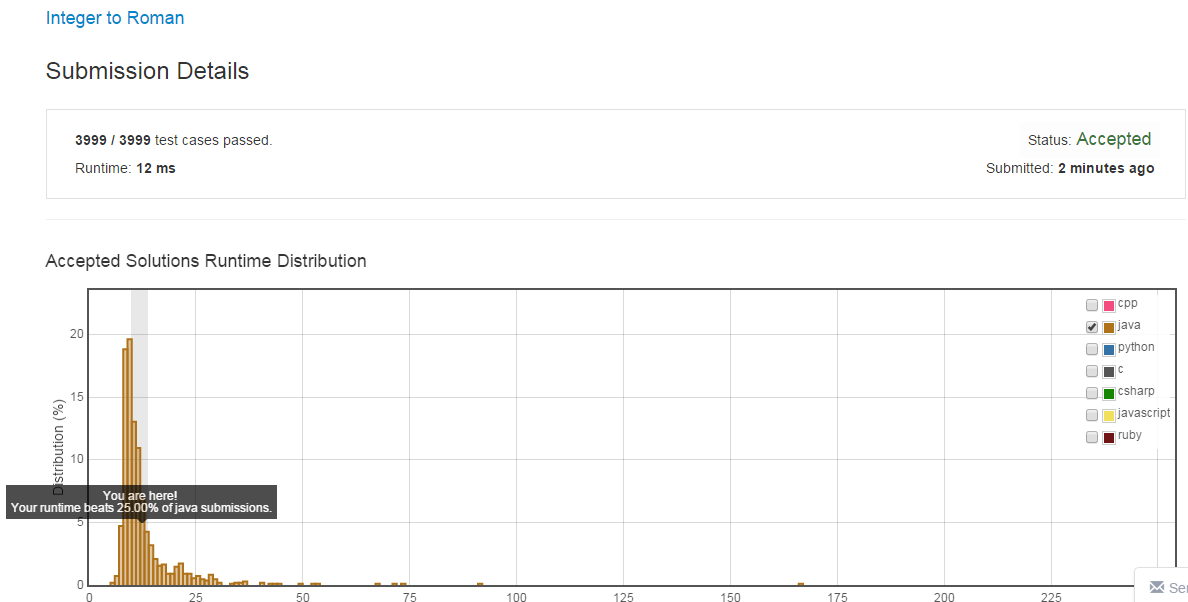 Integer to Roman
Submission Details
3999 / 3999 test cases passed.
Status: Accepted
Runtime: 12 ms
Submitted: 2 minutes ago
Accepted Solutions Runtime Distribution
cpp
java
python
c
csharp
javascript
ruby
20
15
10
5
0
Distribution (%)
You are here!
Your runtime beats 25.00% of java submissions.
0 25 50 75 100 125 150 175 200 225